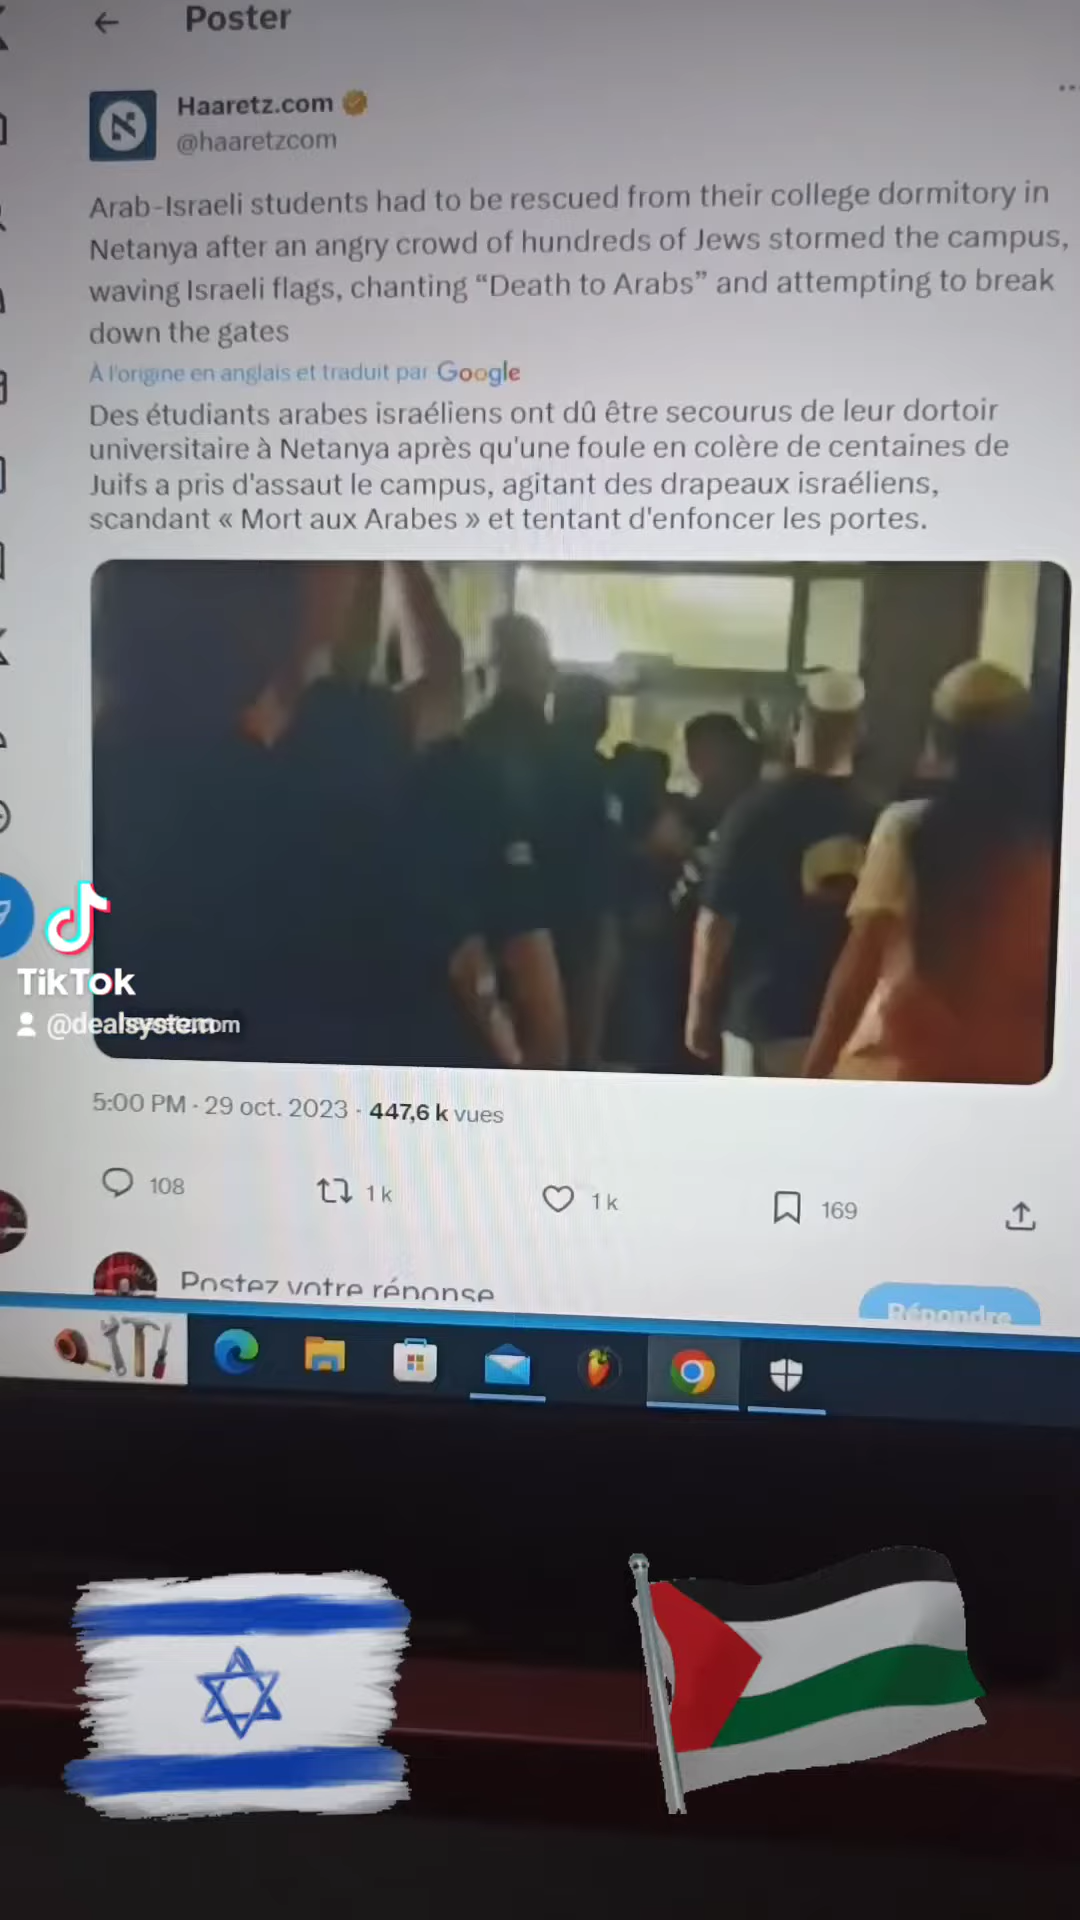 Poster
Haaretz.com
@haaretzcom
Arab-Israeli students had to be rescued from their college dormitory in
Netanya after an angry crowd of hundreds of Jews stormed the campus,
waving Israeli flags, chanting “Death to Arabs” and attempting to break
down the gates
À l'origine en anglais et traduit par Google
Des étudiants arabes israéliens ont dû être secourus de leur dortoir
universitaire à Netanya après qu'une foule en colère de centaines de
Juifs a pris d'assaut le campus, agitant des drapeaux israéliens,
scandant « Mort aux Arabes » et tentant d'enfoncer les portes.
TikTok
@dealsystem
5:00 PM · 29 oct. 2023 · 447,6 k vues
108 1 k 1 k 169
Postez votre réponse
Répondre